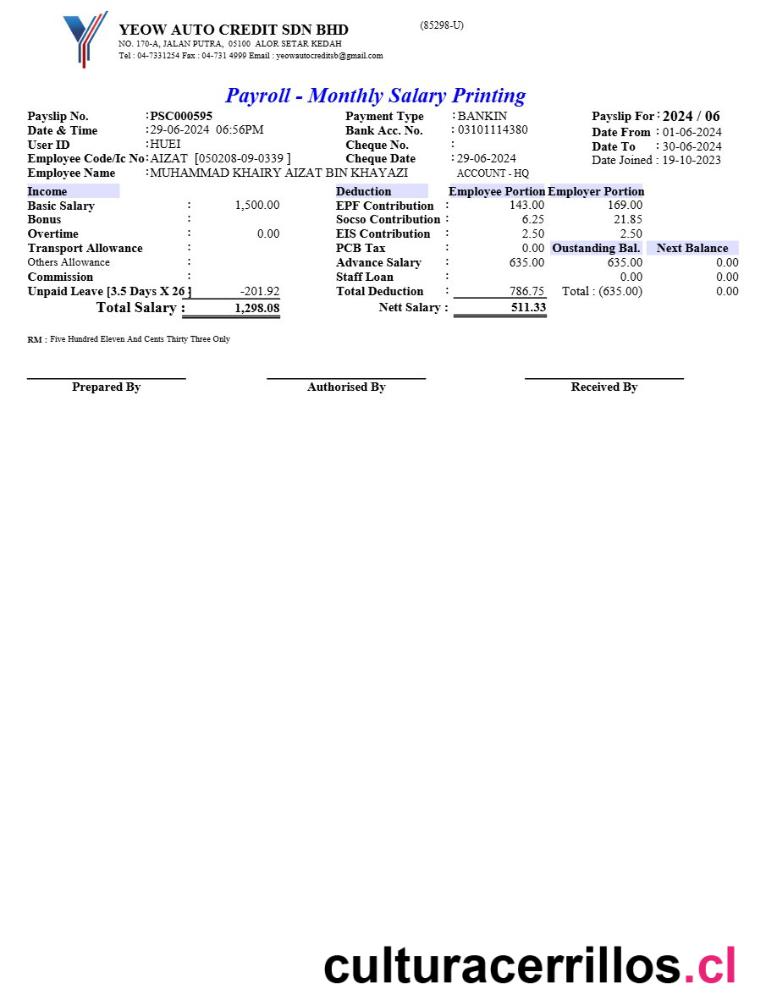 YEOW AUTO CREDIT SDN BHD (85298-U)
NO. 170-A, JALAN PUTRA, 05100 ALOR SETAR KEDAH
Tel : 04-7331254 Fax : 04-731 4999 Email : yeowautocreditsb@gmail.com
Payroll - Monthly Salary Printing
Payslip No. : PSC000595 Payment Type : BANKIN Payslip For : 2024 / 06
Date & Time : 29-06-2024 06:56PM Bank Acc. No. : 03101114380 Date From : 01-06-2024
User ID : HUEI Cheque No. : Date To : 30-06-2024
Employee Code/Ic No : AIZAT [050208-09-0339 ] Cheque Date : 29-06-2024 Date Joined : 19-10-2023
Employee Name : MUHAMMAD KHAIRY AIZAT BIN KHAYAZI ACCOUNT - HQ
Income Deduction Employee Portion Employer Portion
Basic Salary : 1,500.00 EPF Contribution : 143.00 169.00
Bonus : Socso Contribution : 6.25 21.85
Overtime : 0.00 EIS Contribution : 2.50 2.50
Transport Allowance : PCB Tax : 0.00 Oustanding Bal. Next Balance
Others Allowance : Advance Salary : 635.00 635.00 0.00
Commission : Staff Loan : 0.00 0.00
Unpaid Leave [3.5 Days X 26 ] -201.92 Total Deduction : 786.75 Total : (635.00) 0.00
Total Salary : 1,298.08 Nett Salary : 511.33
RM : Five Hundred Eleven And Cents Thirty Three Only
Prepared By Authorised By Received By
culturacerrillos.cl